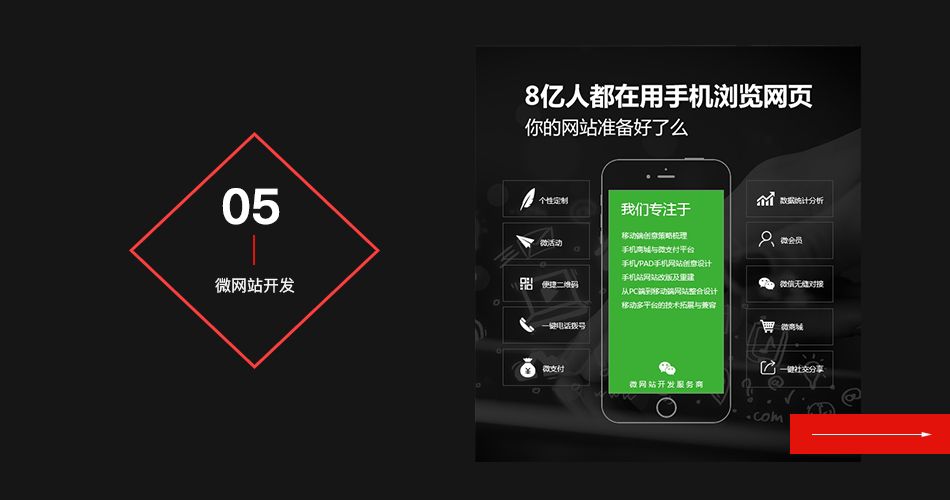 05
微网站开发
8亿人都在用手机浏览网页
你的网站准备好了么
个性定制
微活动
便捷二维码
一键电话拨号
微支付
我们专注于
移动端创意策略梳理
手机商城与微支付平台
手机/PAD手机网站创意设计
手机站网站改版及重建
从PC端到移动端网站整合设计
移动多平台的技术拓展与兼容
微网站开发服务商
数据统计分析
微会员
微信无缝对接
微商城
一键社交分享
.com